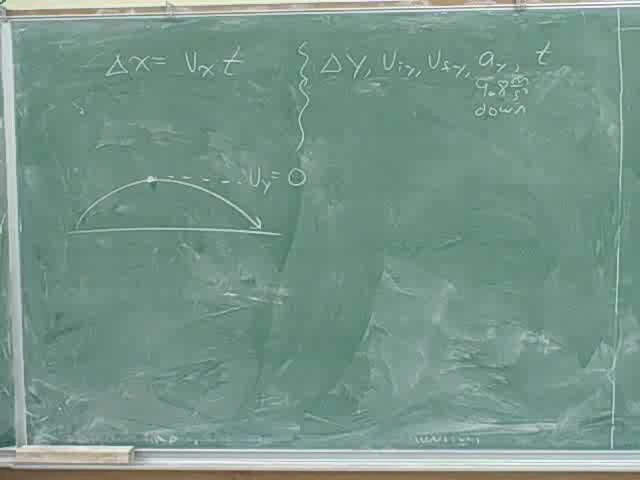 Δx = Vx t
Δy, Viy, Vfy, ay, t
9.8 m/s²
down
Vy = 0